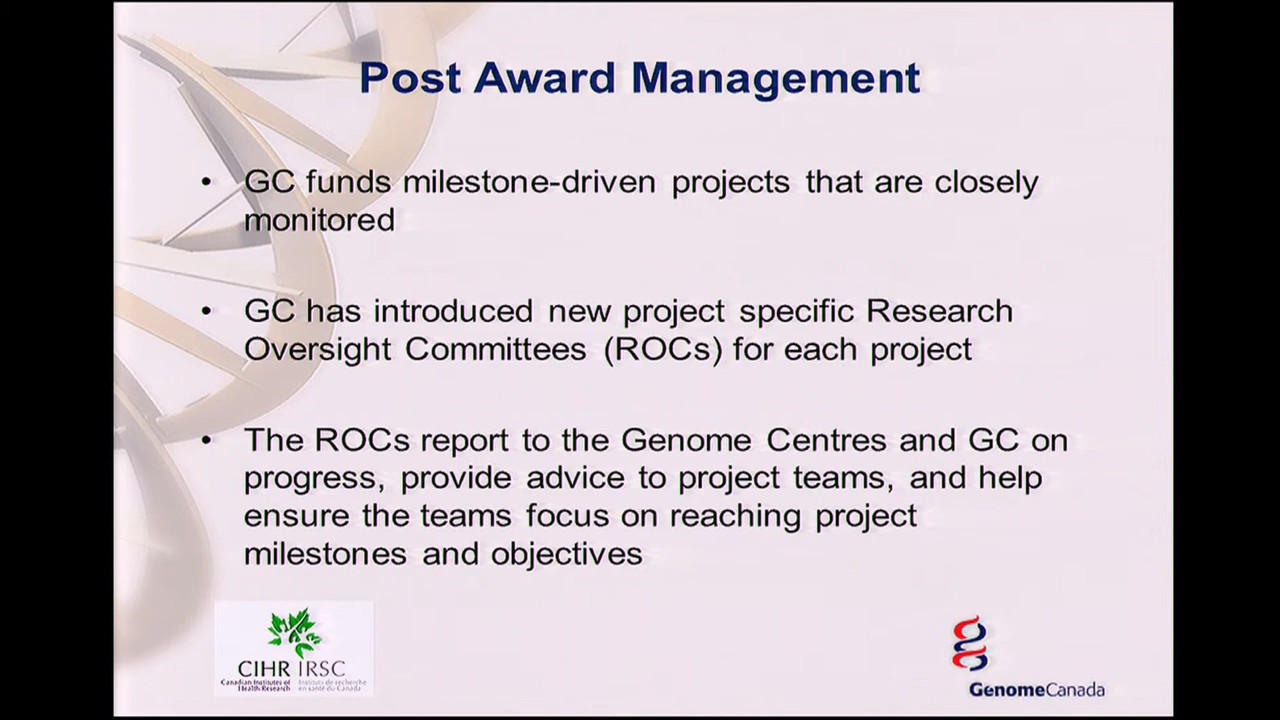 Post Award Management
• GC funds milestone-driven projects that are closely
monitored
• GC has introduced new project specific Research
Oversight Committees (ROCs) for each project
• The ROCs report to the Genome Centres and GC on
progress, provide advice to project teams, and help
ensure the teams focus on reaching project
milestones and objectives
CIHR IRSC
Canadian Institutes of Instituts de recherche
Health Research en santé du Canada
GenomeCanada